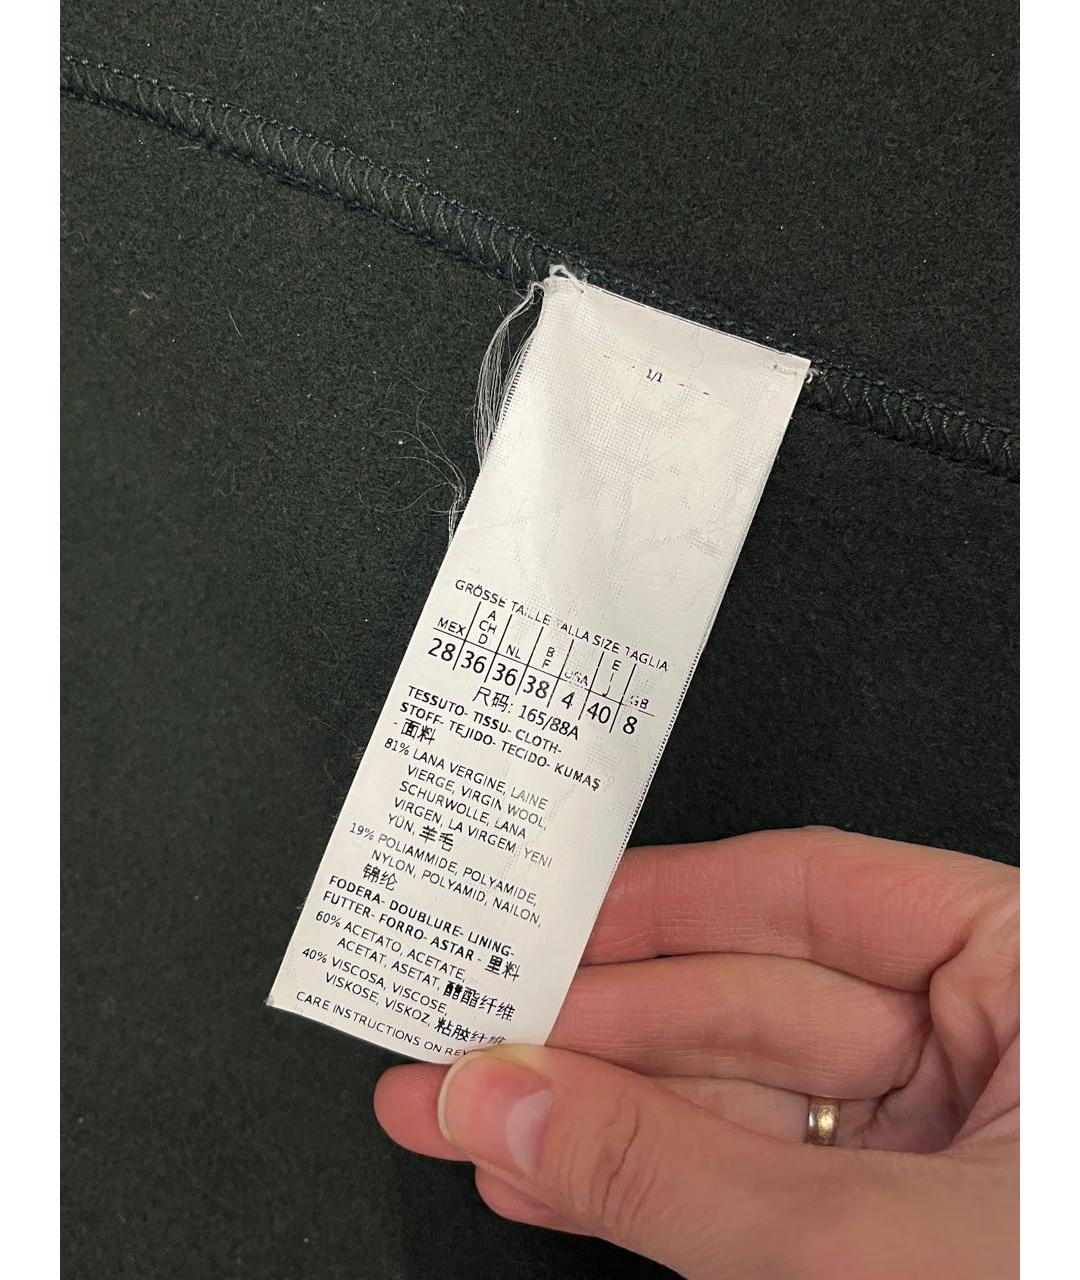 1/1
GRÖSSE TAILLE TALLA SIZE TAGLIA
MEX A CH D NL B F USA E I J GB
28 36 36 38 4 40 8
尺码: 165/88A
TESSUTO- TISSU- CLOTH-
STOFF- TEJIDO- TECIDO- KUMAŞ
- 面料
81% LANA VERGINE, LAINE
VIERGE, VIRGIN WOOL,
SCHURWOLLE, LANA
VIRGEN, LA VIRGEM, YENI
YÜN, 羊毛
19% POLIAMMIDE, POLYAMIDE,
NYLON, POLYAMID, NAILON,
锦纶
FODERA- DOUBLURE- LINING-
FUTTER- FORRO- ASTAR - 里料
60% ACETATO, ACETATE,
ACETAT, ASETAT, 醋酯纤维
40% VISCOSA, VISCOSE,
VISKOSE, VISKOZ, 粘胶纤维
CARE INSTRUCTIONS ON